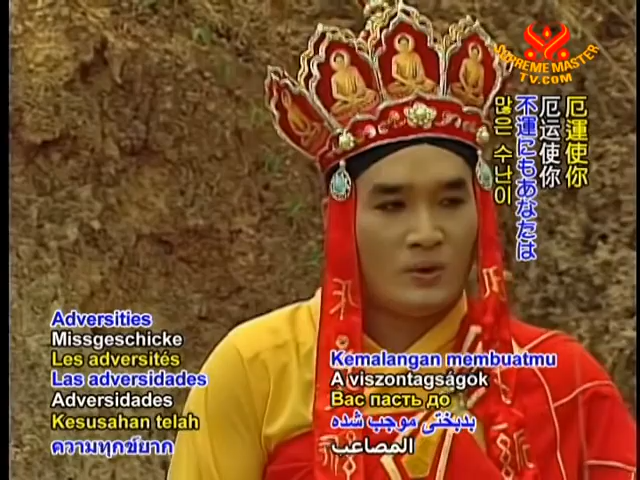 SUPREME MASTER
TV.COM
厄運使你
厄运使你
不運にもあなたは
많은 수난이
Adversities
Missgeschicke
Les adversités
Las adversidades
Adversidades
Kesusahan telah
ความทุกข์ยาก
Kemalangan membuatmu
A viszontagságok
Вас пасть до
بدبختی موجب شده
المصاعب